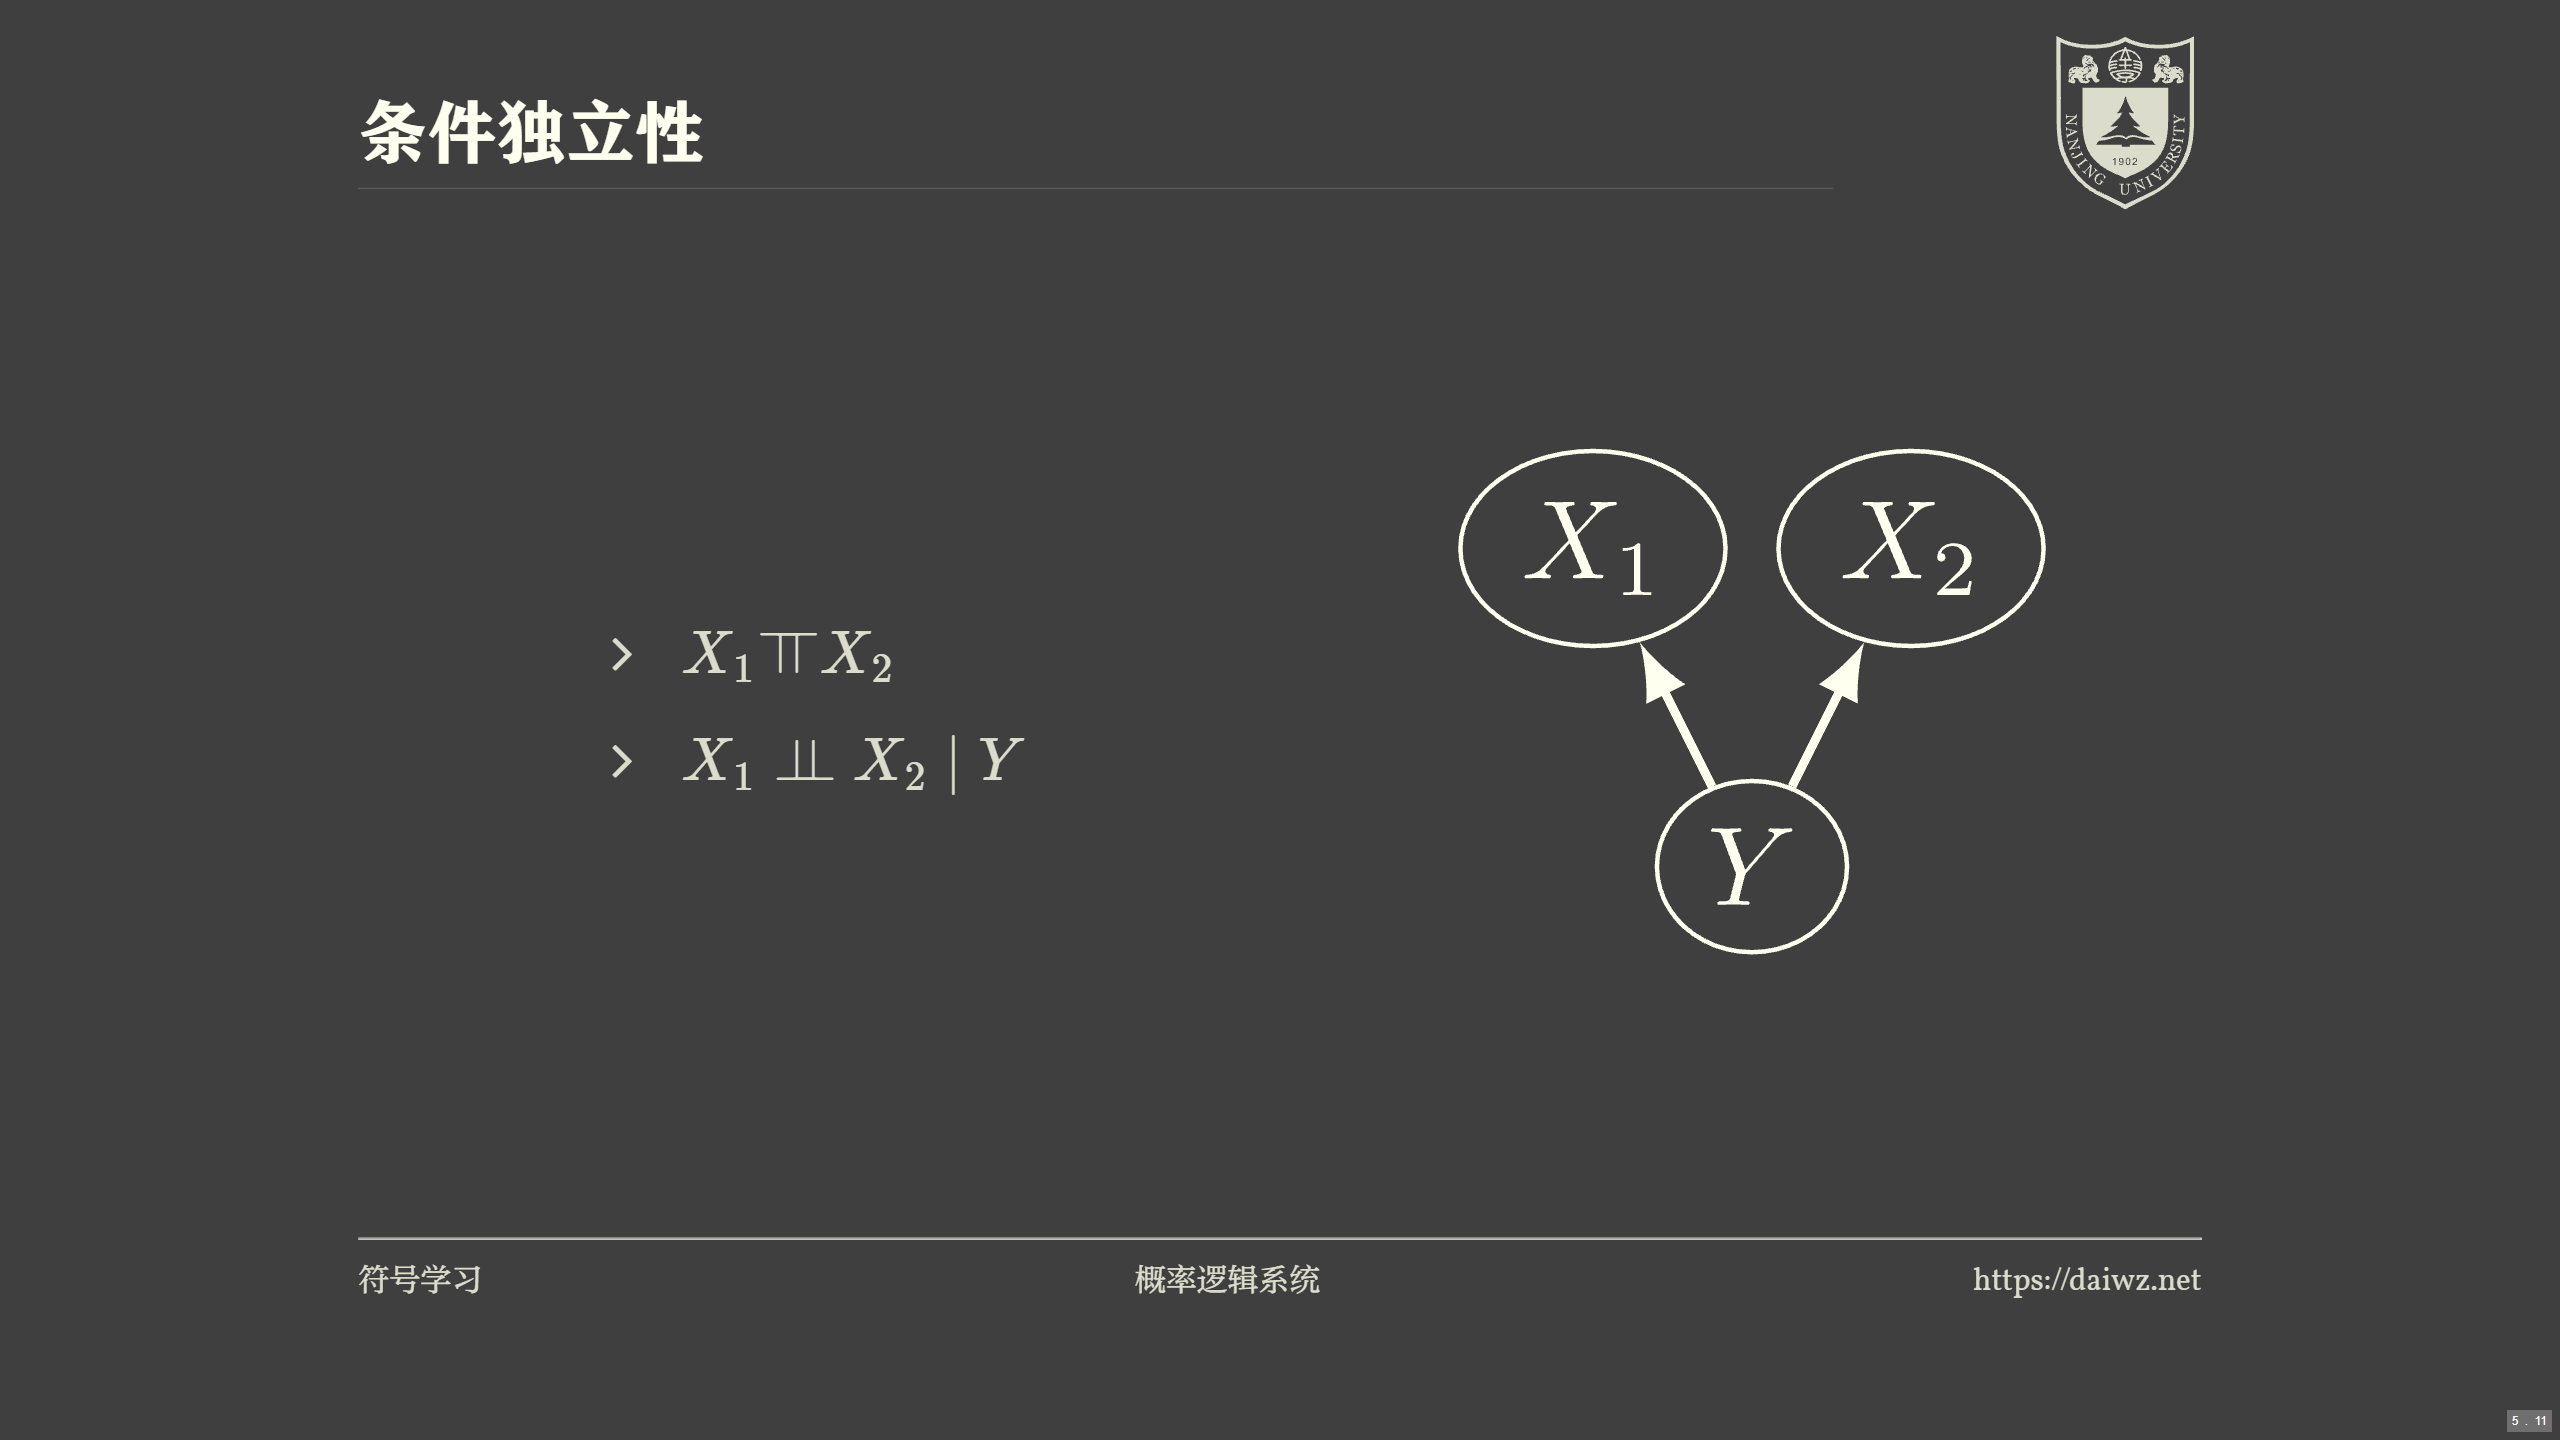 条件独立性
NANJING UNIVERSITY
1902
X₁ ⫪ X₂
X₁ ⫫ X₂ | Y
X₁
X₂
Y
符号学习
概率逻辑系统
https://daiwz.net
5 . 11